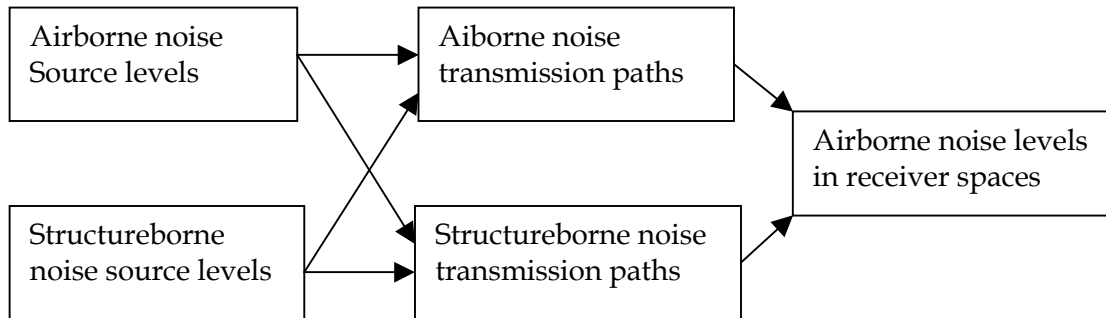 Airborne noise
Source levels
Aiborne noise
transmission paths
Airborne noise levels
in receiver spaces
Structureborne
noise source levels
Structureborne noise
transmission paths